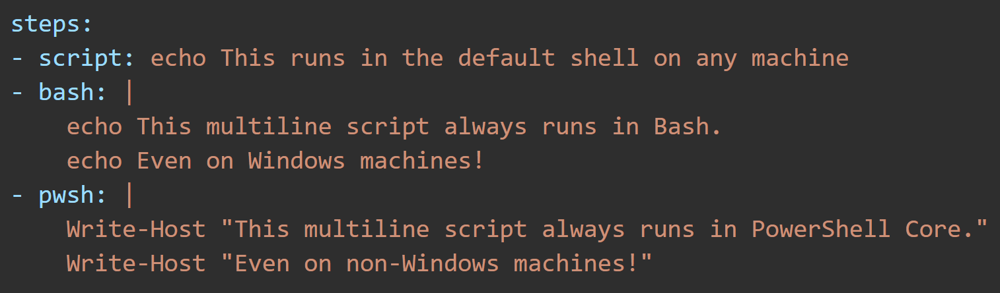 steps:
- script: echo This runs in the default shell on any machine
- bash: |
    echo This multiline script always runs in Bash.
    echo Even on Windows machines!
- pwsh: |
    Write-Host "This multiline script always runs in PowerShell Core."
    Write-Host "Even on non-Windows machines!"